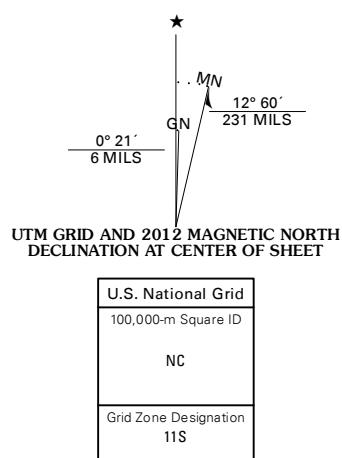 ★
MN
12° 60´
231 MILS
GN
0° 21´
6 MILS
UTM GRID AND 2012 MAGNETIC NORTH
DECLINATION AT CENTER OF SHEET
U.S. National Grid
100,000-m Square ID
NC
Grid Zone Designation
11S